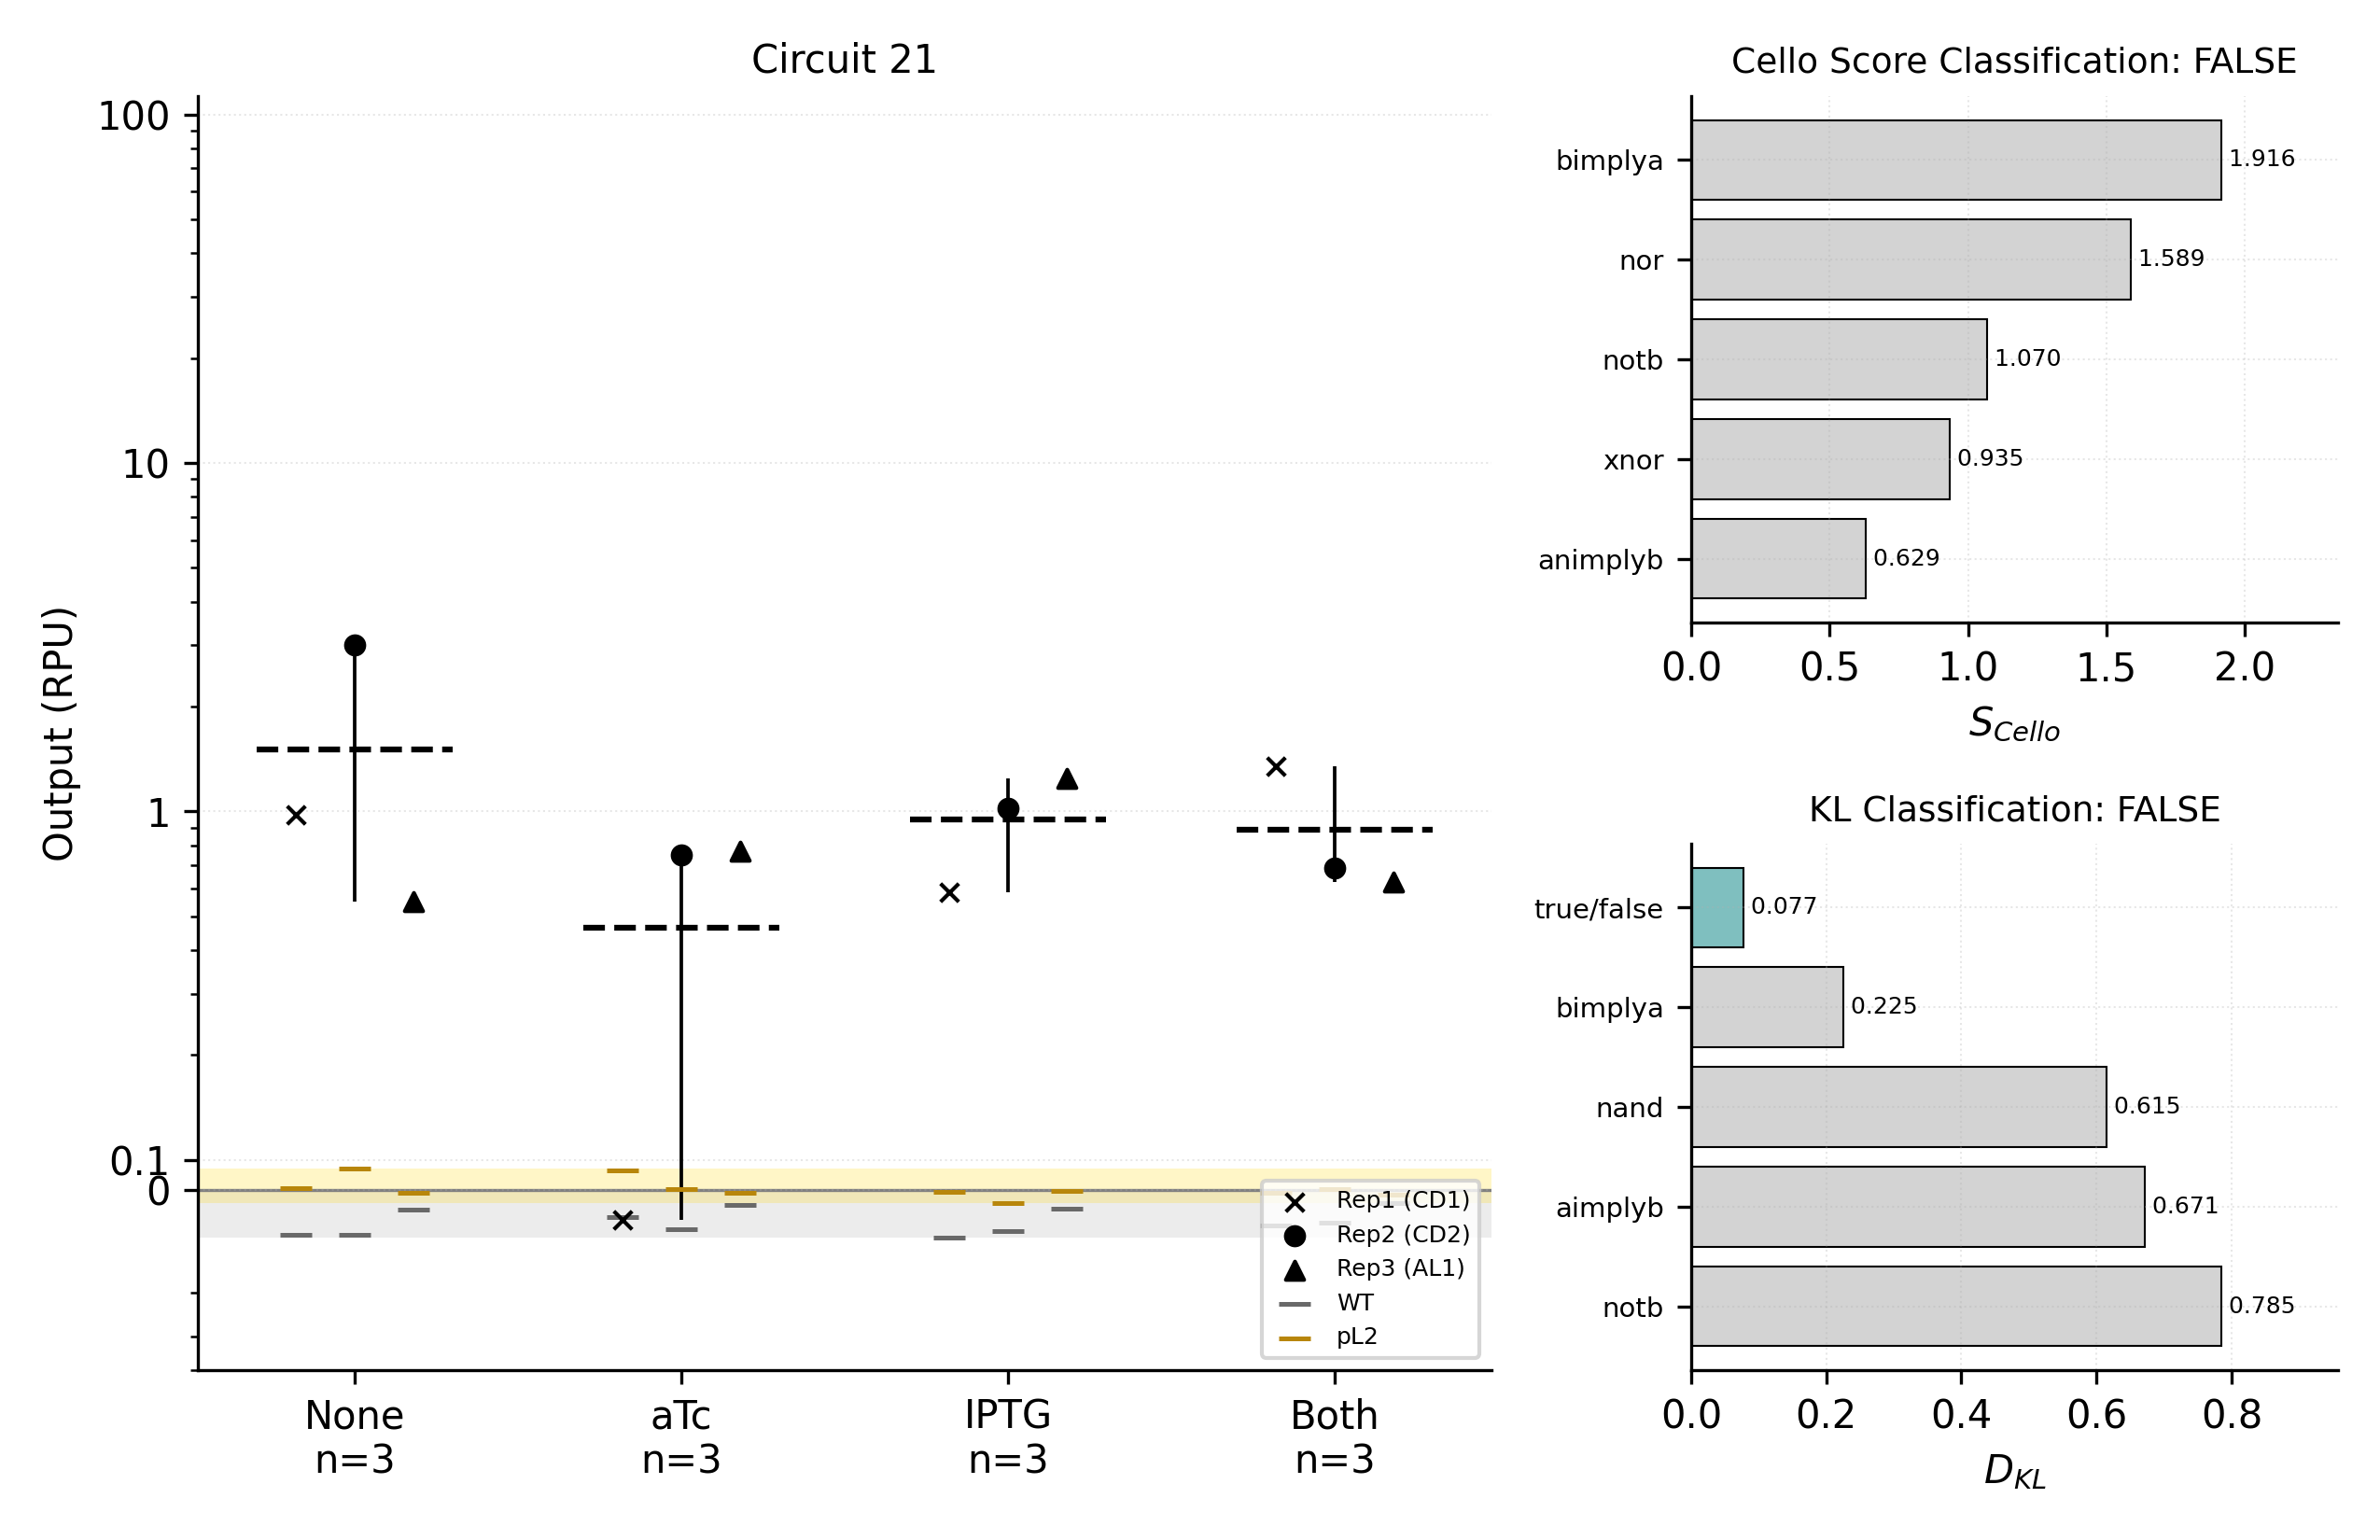 Circuit 21
Output (RPU)
100
10
1
0.1
0
None
n=3
aTc
n=3
IPTG
n=3
Both
n=3
Rep1 (CD1)
Rep2 (CD2)
Rep3 (AL1)
WT
pL2
Cello Score Classification: FALSE
bimplya
1.916
nor
1.589
notb
1.070
xnor
0.935
animplyb
0.629
0.0 0.5 1.0 1.5 2.0
S_Cello
KL Classification: FALSE
true/false
0.077
bimplya
0.225
nand
0.615
aimplyb
0.671
notb
0.785
0.0 0.2 0.4 0.6 0.8
D_KL